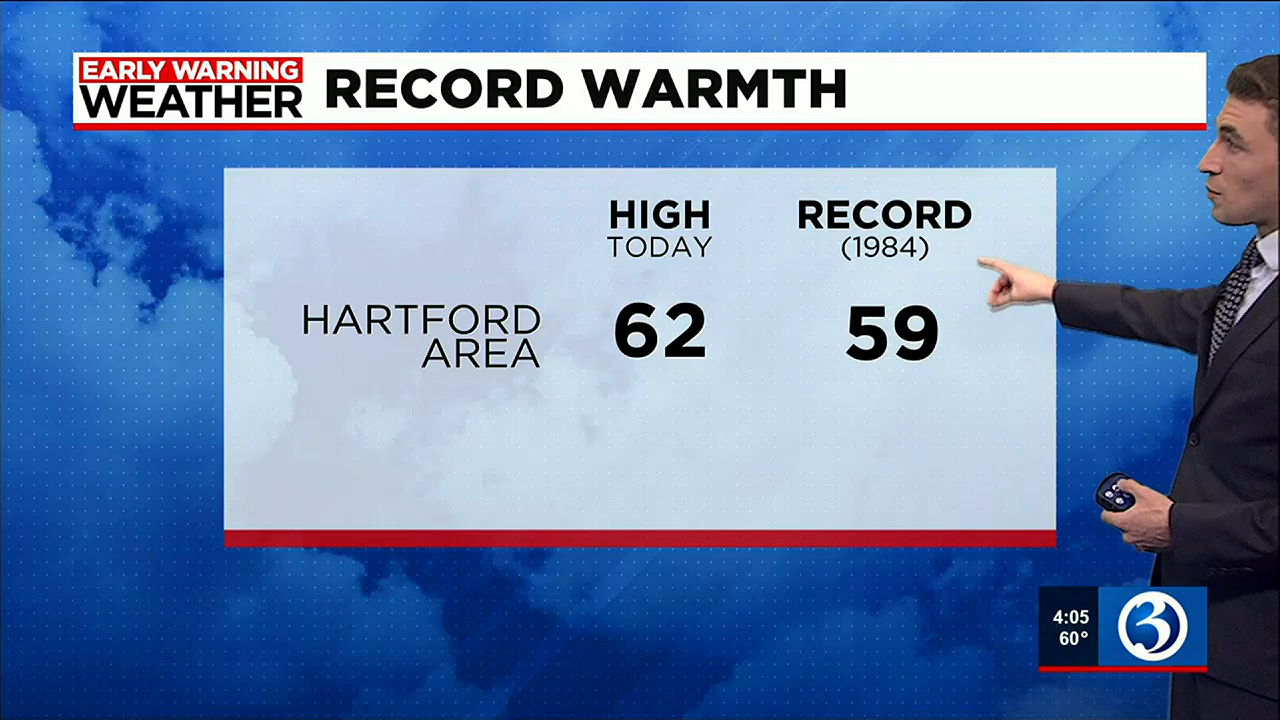 EARLY WARNING
WEATHER
RECORD WARMTH
HIGH
TODAY
RECORD
(1984)
HARTFORD
AREA
62
59
4:05
60°
3